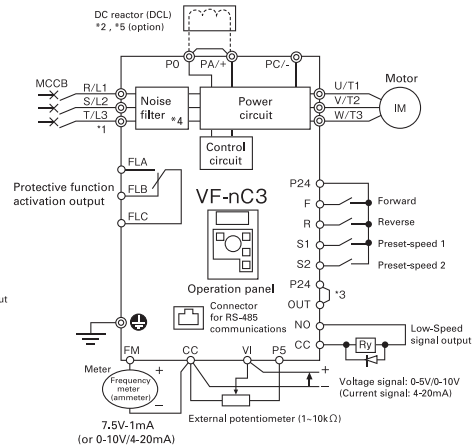 DC reactor (DCL)
*2 , *5 (option)
P0
PA/+
PC/-
MCCB
R/L1
S/L2
T/L3
*1
Noise
filter *4
Power
circuit
U/T1
V/T2
W/T3
Motor
IM
Control
circuit
FLA
FLB
FLC
Protective function
activation output
VF-nC3
Operation panel
Connector
for RS-485
communications
P24
F
Forward
R
Reverse
S1
Preset-speed 1
S2
Preset-speed 2
P24
*3
OUT
NO
CC
Ry
Low-Speed
signal output
FM
CC
VI
P5
Meter
+
Frequency
meter
(ammeter)
−
7.5V-1mA
(or 0-10V/4-20mA)
External potentiometer (1~10kΩ)
+
−
Voltage signal: 0-5V/0-10V
(Current signal: 4-20mA)